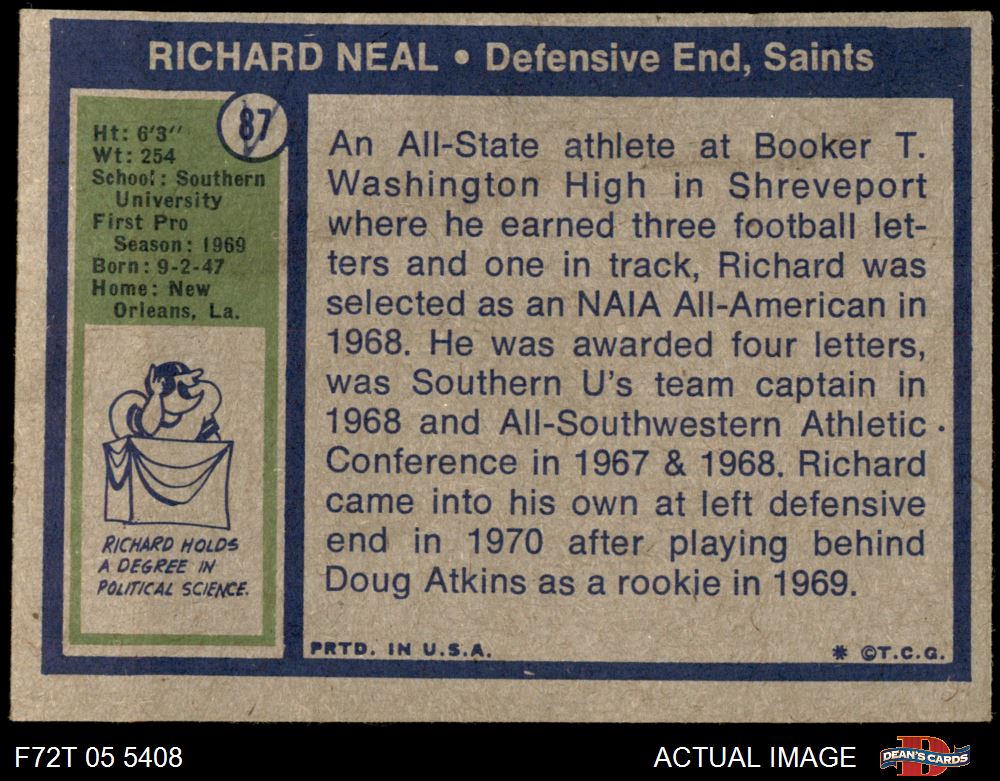 RICHARD NEAL • Defensive End, Saints
87
Ht: 6'3"
Wt: 254
School: Southern
University
First Pro
Season: 1969
Born: 9-2-47
Home: New
Orleans, La.
RICHARD HOLDS
A DEGREE IN
POLITICAL SCIENCE.
An All-State athlete at Booker T.
Washington High in Shreveport
where he earned three football let-
ters and one in track, Richard was
selected as an NAIA All-American in
1968. He was awarded four letters,
was Southern U's team captain in
1968 and All-Southwestern Athletic
Conference in 1967 & 1968. Richard
came into his own at left defensive
end in 1970 after playing behind
Doug Atkins as a rookie in 1969.
PRTD. IN U.S.A.
* ©T.C.G.
F72T 05 5408
ACTUAL IMAGE
DEAN'S CARDS